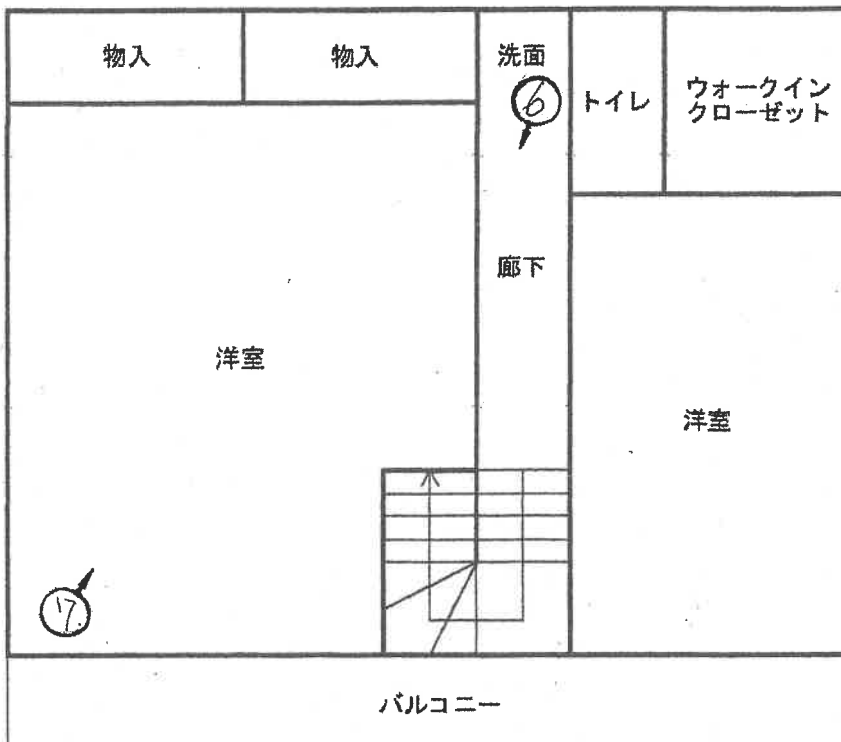 物入
物入
洗面
6
トイレ
ウォークイン
クローゼット
廊下
洋室
洋室
17
バルコニー